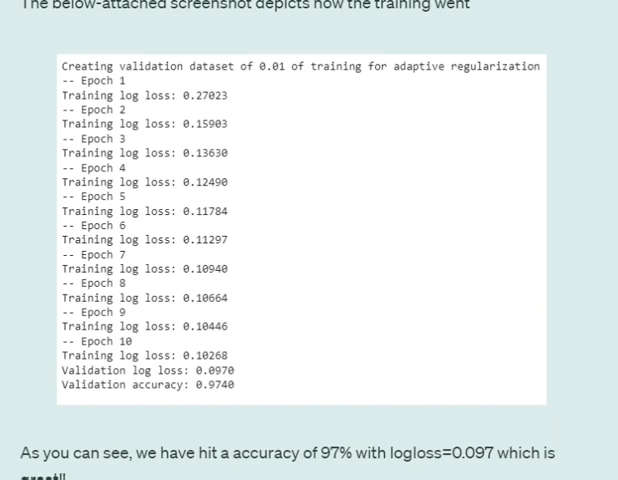 The below-attached screenshot depicts how the training went
Creating validation dataset of 0.01 of training for adaptive regularization
-- Epoch 1
Training log loss: 0.27023
-- Epoch 2
Training log loss: 0.15903
-- Epoch 3
Training log loss: 0.13630
-- Epoch 4
Training log loss: 0.12490
-- Epoch 5
Training log loss: 0.11784
-- Epoch 6
Training log loss: 0.11297
-- Epoch 7
Training log loss: 0.10940
-- Epoch 8
Training log loss: 0.10664
-- Epoch 9
Training log loss: 0.10446
-- Epoch 10
Training log loss: 0.10268
Validation log loss: 0.0970
Validation accuracy: 0.9740
As you can see, we have hit a accuracy of 97% with logloss=0.097 which is
great!!